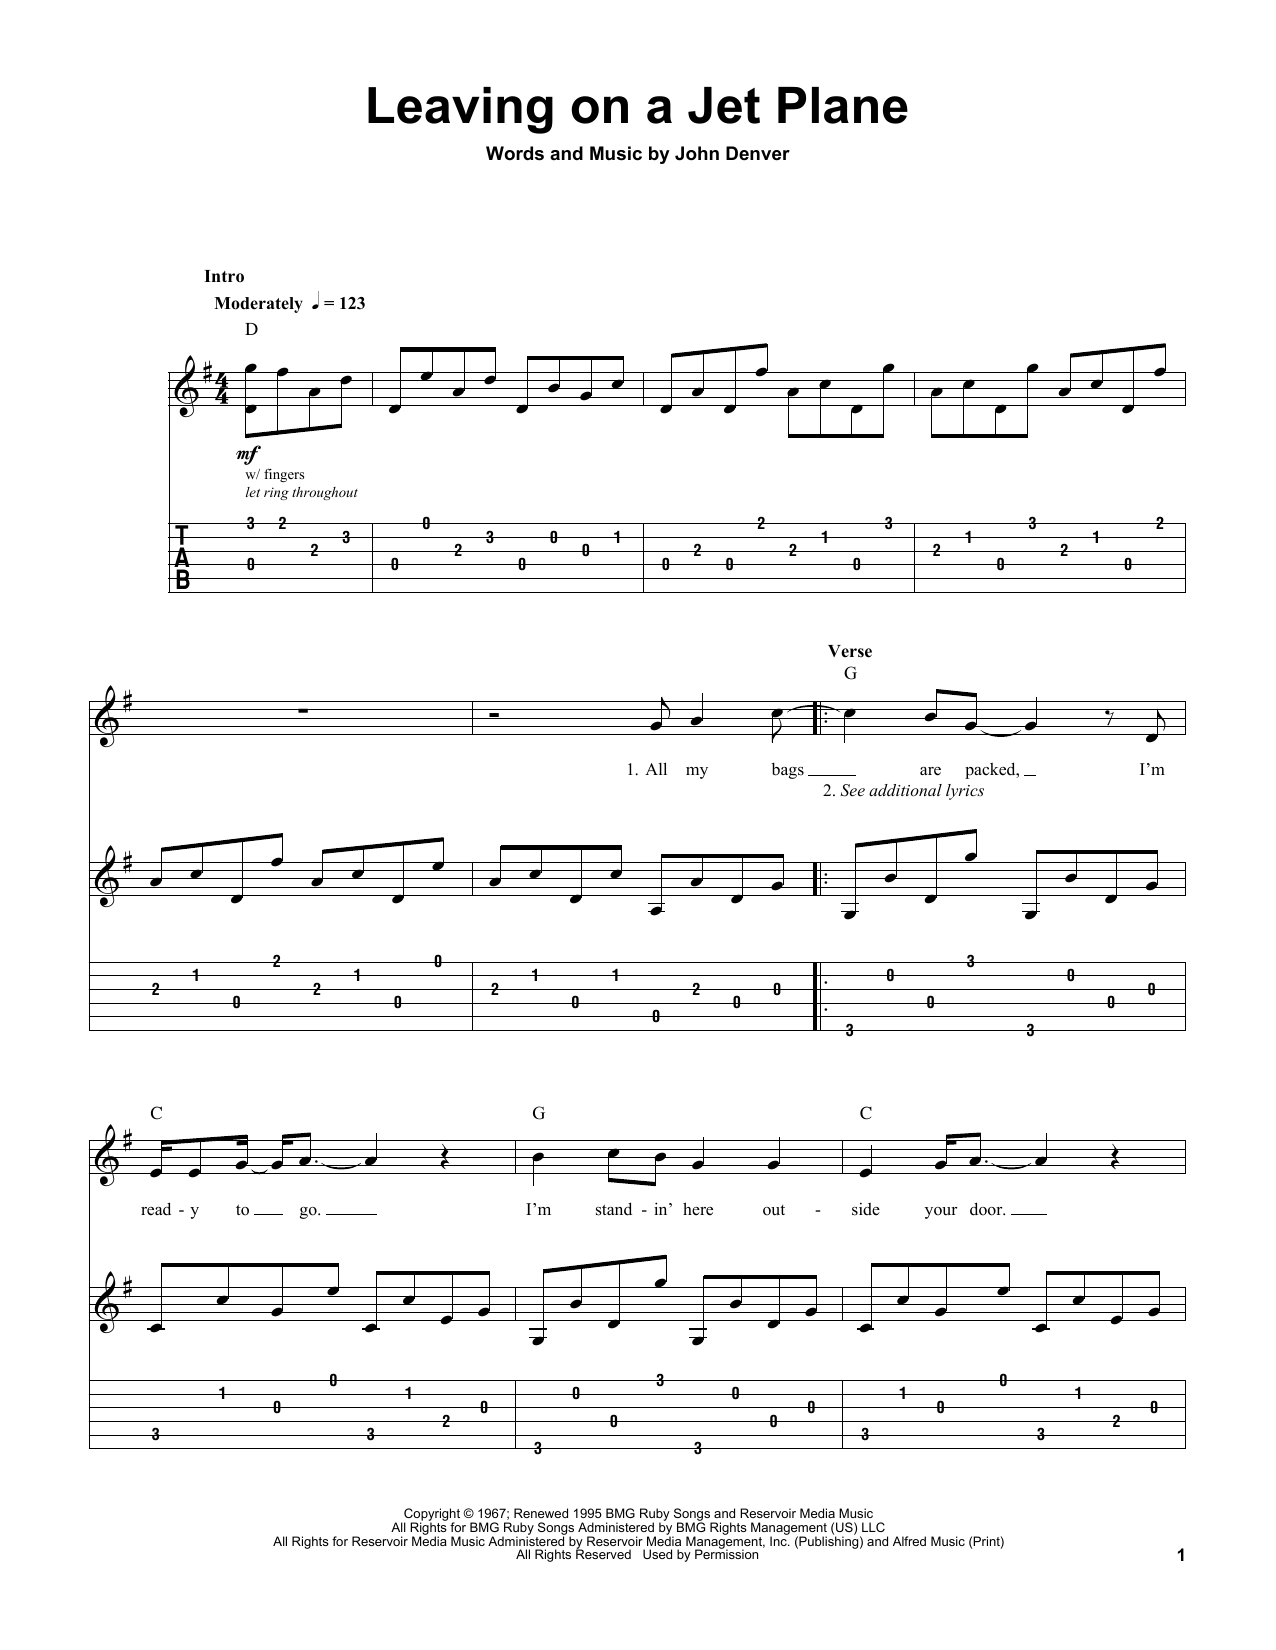 Leaving on a Jet Plane
Words and Music by John Denver
Intro
Moderately ♩ = 123
D
4
4
mf
w/ fingers
let ring throughout
3 2 3 0 3 0 1 2 1 3 1 3 1 2
2 2 0 2 2 2 2
0 0 0 0 0 0 0 0
T
A
B
Verse
G
1. All my bags are packed, I'm
2. See additional lyrics
2 1 0 2 2 1 0 0 2 1 0 1 0 2 0 0 3 0 0 3 3 0 0 0
C G C
read - y to go. I'm stand - in' here out - side your door.
3 1 0 0 3 1 2 0 3 0 0 3 3 0 0 0 3 1 0 0 3 1 2 0
Copyright © 1967; Renewed 1995 BMG Ruby Songs and Reservoir Media Music
All Rights for BMG Ruby Songs Administered by BMG Rights Management (US) LLC
All Rights for Reservoir Media Music Administered by Reservoir Media Management, Inc. (Publishing) and Alfred Music (Print)
All Rights Reserved Used by Permission
1